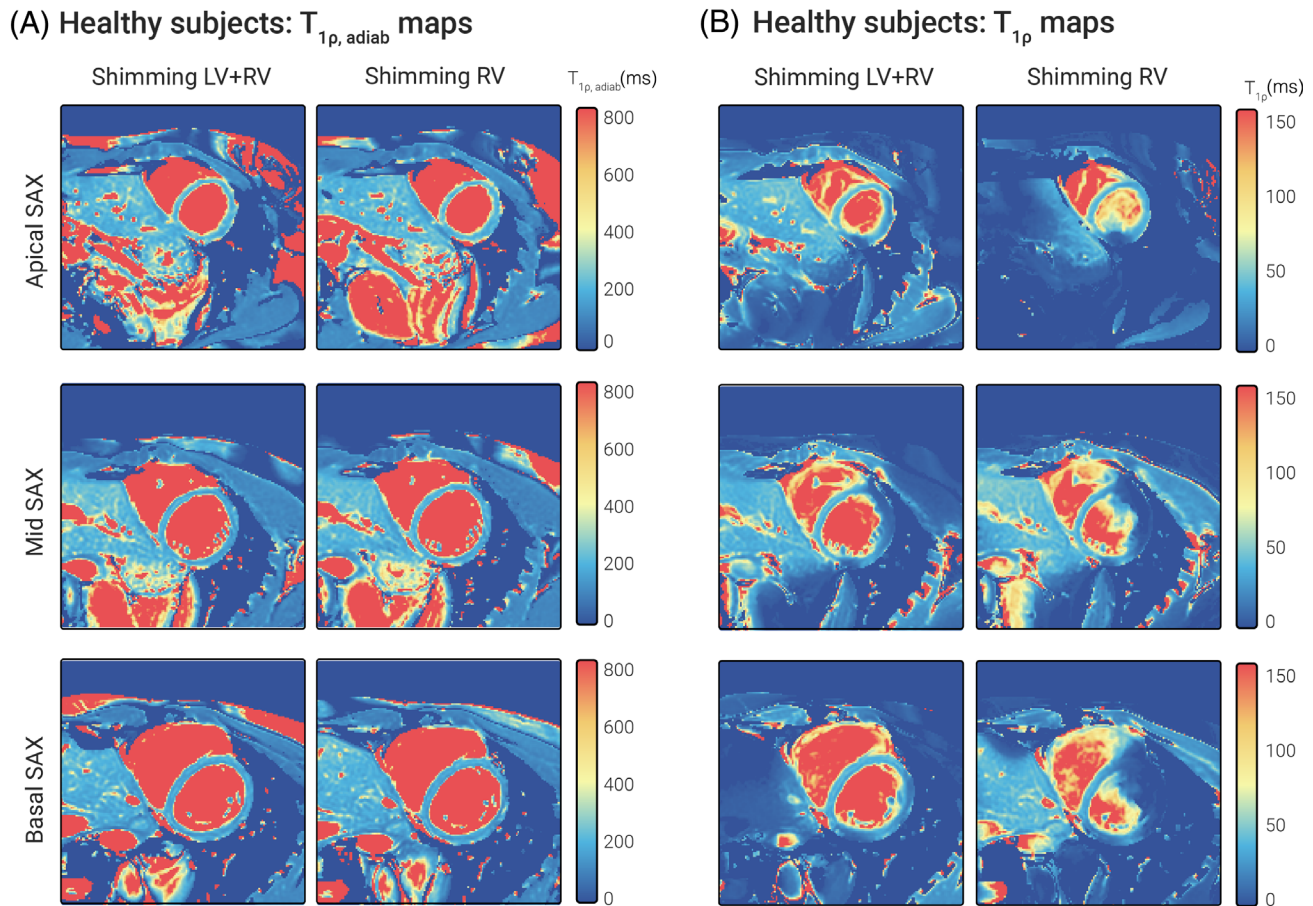 (A) Healthy subjects: T1ρ, adiab maps
(B) Healthy subjects: T1ρ maps
Shimming LV+RV
Shimming RV
T1ρ, adiab(ms)
Shimming LV+RV
Shimming RV
T1ρ(ms)
Apical SAX
800
600
400
200
0
150
100
50
0
Mid SAX
800
600
400
200
0
150
100
50
0
Basal SAX
800
600
400
200
0
150
100
50
0